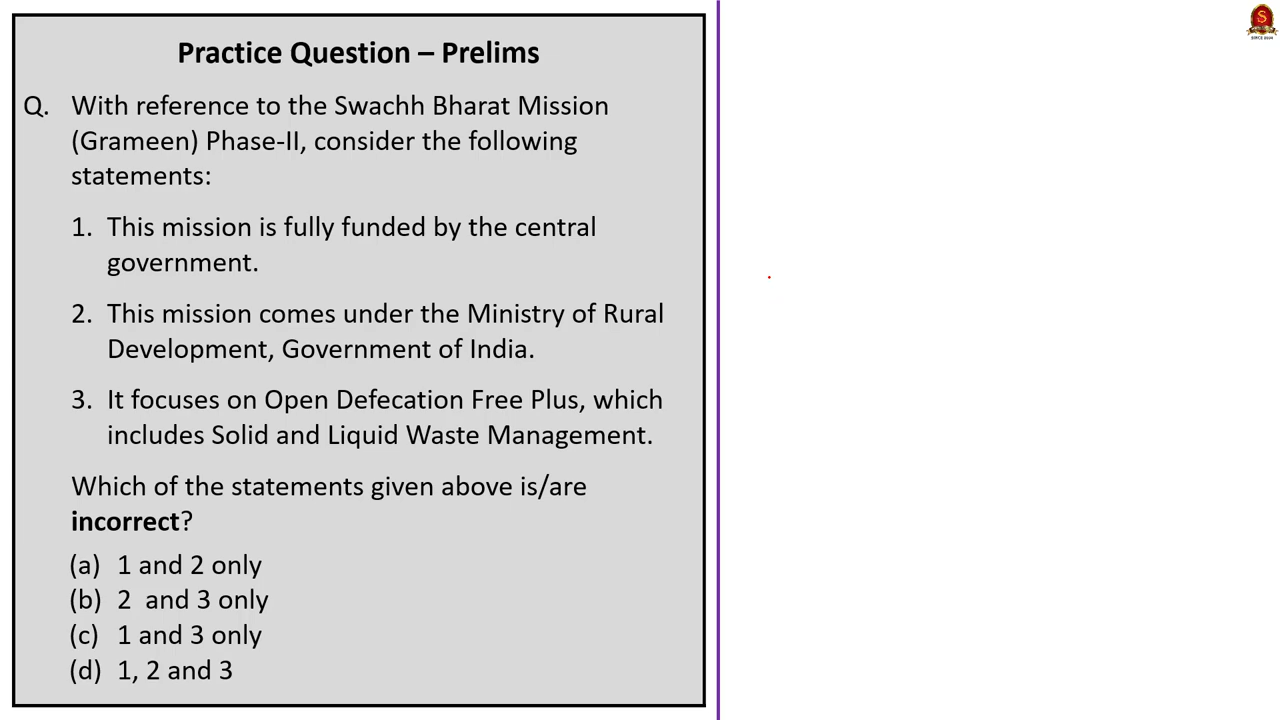 Practice Question – Prelims
Q. With reference to the Swachh Bharat Mission
(Grameen) Phase-II, consider the following
statements:
1. This mission is fully funded by the central
government.
2. This mission comes under the Ministry of Rural
Development, Government of India.
3. It focuses on Open Defecation Free Plus, which
includes Solid and Liquid Waste Management.
Which of the statements given above is/are
incorrect?
(a) 1 and 2 only
(b) 2 and 3 only
(c) 1 and 3 only
(d) 1, 2 and 3
S